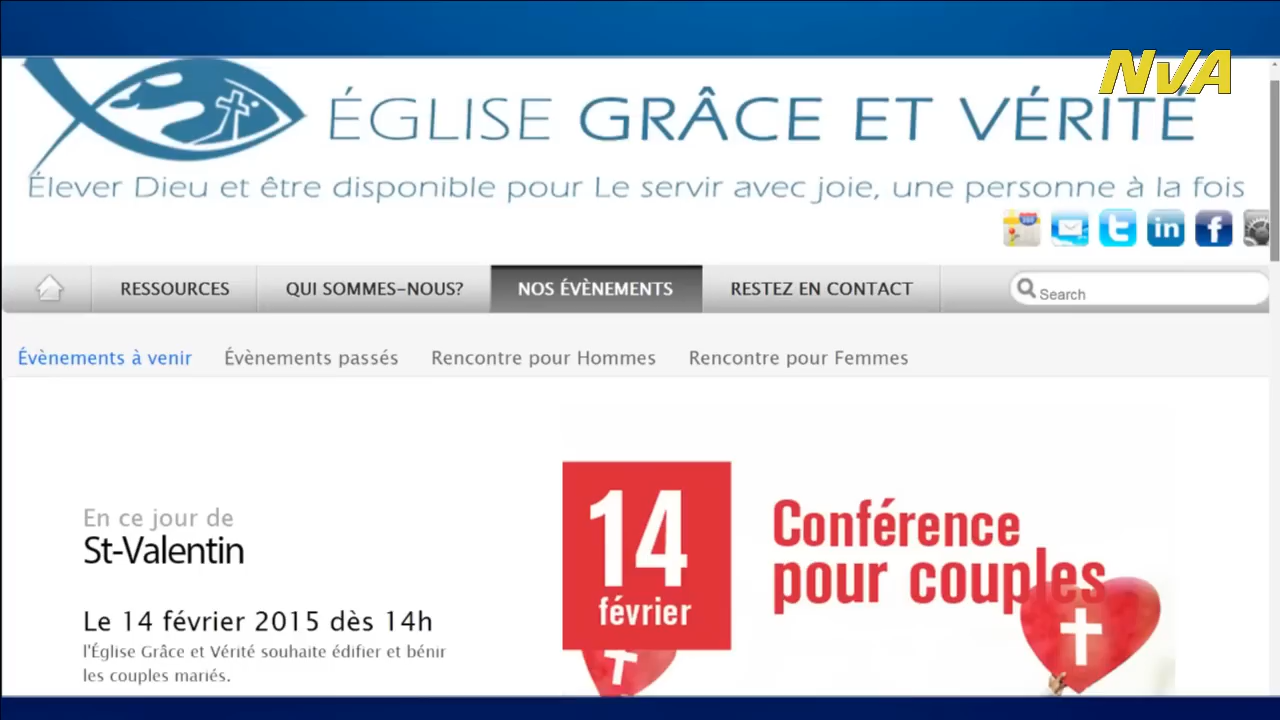 NVA
ÉGLISE GRÂCE ET VÉRITÉ
Élever Dieu et être disponible pour Le servir avec joie, une personne à la fois
RESSOURCES QUI SOMMES-NOUS? NOS ÉVÈNEMENTS RESTEZ EN CONTACT Search
Évènements à venir Évènements passés Rencontre pour Hommes Rencontre pour Femmes
En ce jour de
St-Valentin
Le 14 février 2015 dès 14h
l'Église Grâce et Vérité souhaite édifier et bénir
les couples mariés.
14
février
Conférence
pour couples